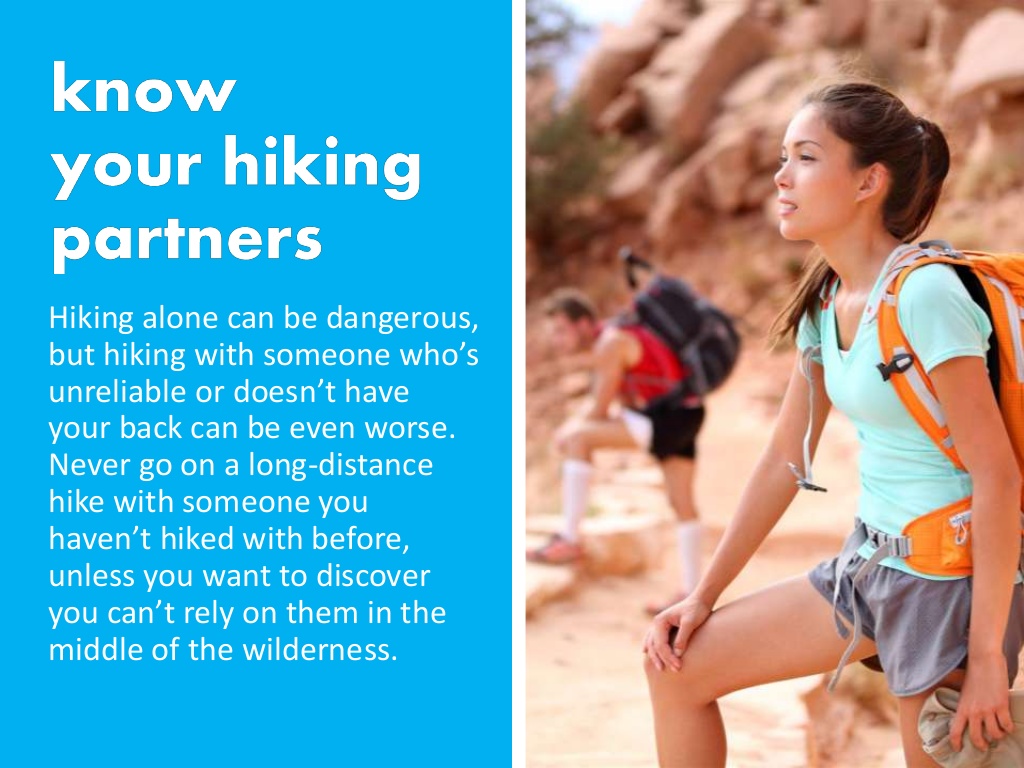 know
your hiking
partners
Hiking alone can be dangerous,
but hiking with someone who’s
unreliable or doesn’t have
your back can be even worse.
Never go on a long-distance
hike with someone you
haven’t hiked with before,
unless you want to discover
you can’t rely on them in the
middle of the wilderness.